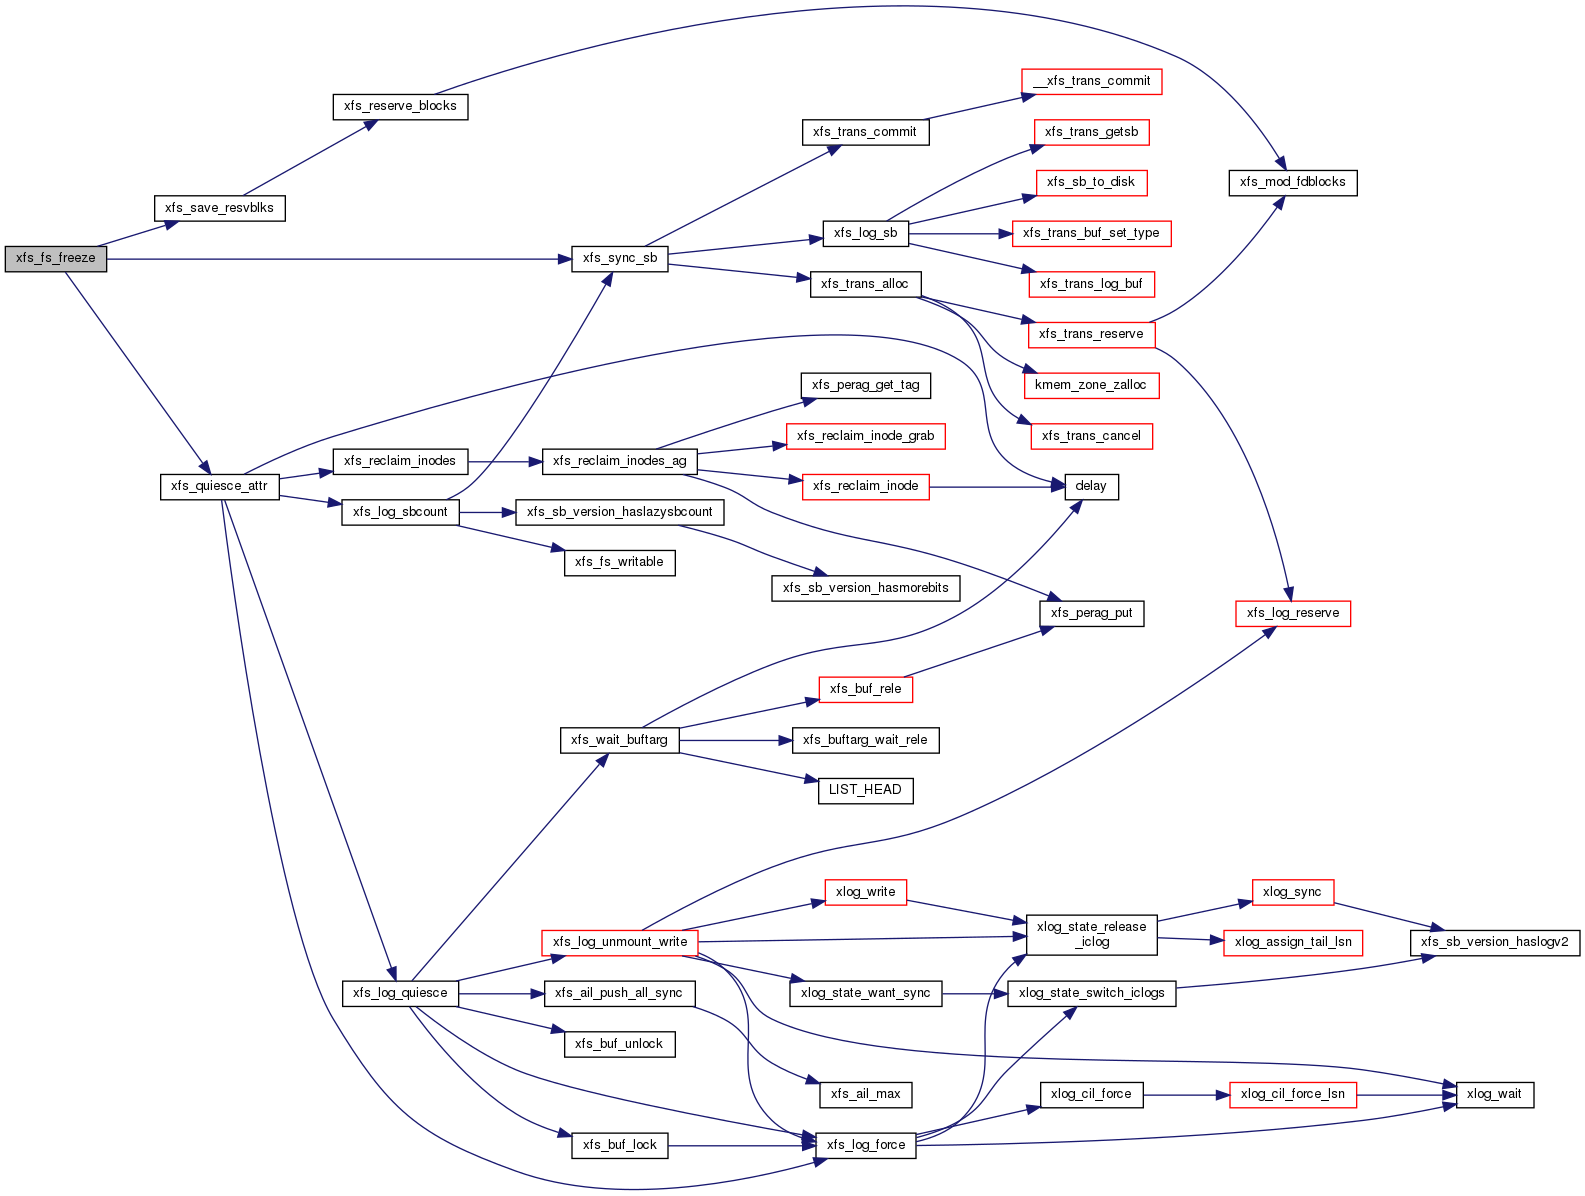 xfs_reserve_blocks
__xfs_trans_commit
xfs_trans_commit
xfs_trans_getsb
xfs_sb_to_disk
xfs_mod_fdblocks
xfs_save_resvblks
xfs_log_sb
xfs_trans_buf_set_type
xfs_fs_freeze
xfs_sync_sb
xfs_trans_alloc
xfs_trans_log_buf
xfs_trans_reserve
xfs_perag_get_tag
kmem_zone_zalloc
xfs_reclaim_inode_grab
xfs_trans_cancel
xfs_reclaim_inodes
xfs_reclaim_inodes_ag
xfs_quiesce_attr
xfs_reclaim_inode
delay
xfs_log_sbcount
xfs_sb_version_haslazysbcount
xfs_fs_writable
xfs_sb_version_hasmorebits
xfs_perag_put
xfs_log_reserve
xfs_buf_rele
xfs_wait_buftarg
xfs_buftarg_wait_rele
LIST_HEAD
xlog_write
xlog_sync
xlog_state_release
_iclog
xfs_log_unmount_write
xlog_assign_tail_lsn
xfs_sb_version_haslogv2
xfs_log_quiesce
xfs_ail_push_all_sync
xlog_state_want_sync
xlog_state_switch_iclogs
xfs_buf_unlock
xfs_ail_max
xlog_cil_force
xlog_cil_force_lsn
xlog_wait
xfs_buf_lock
xfs_log_force